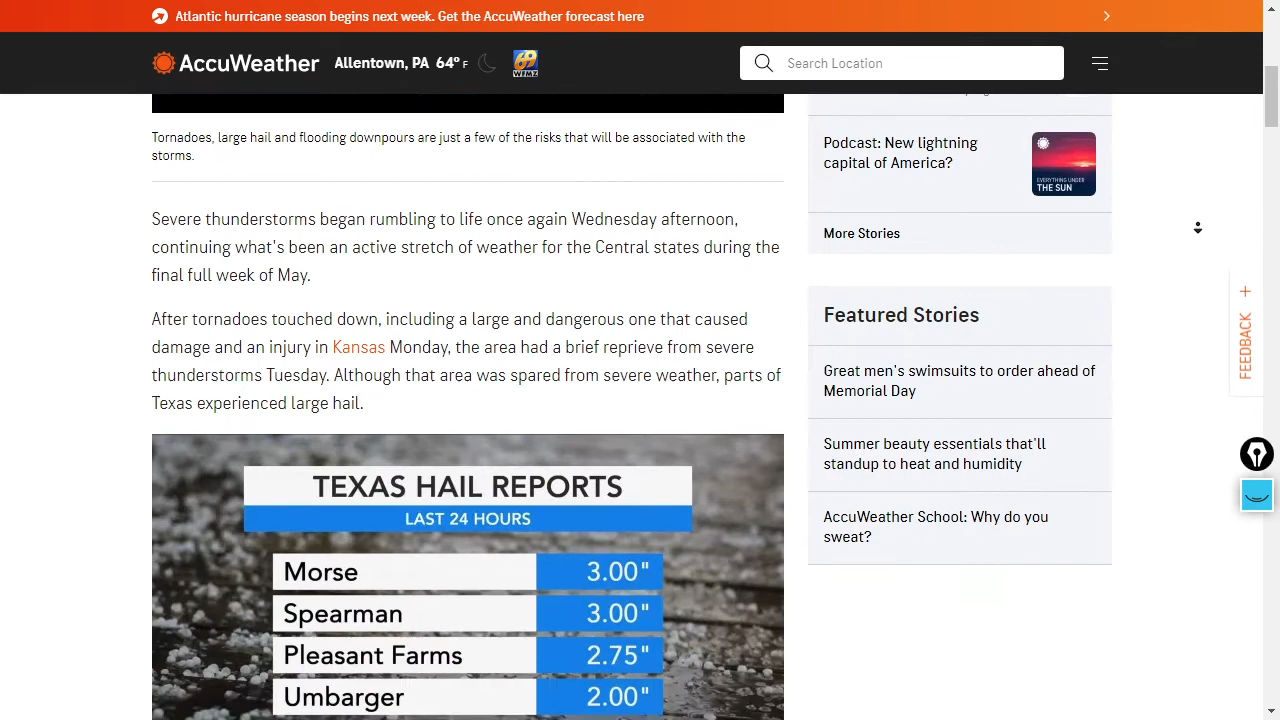 Atlantic hurricane season begins next week. Get the AccuWeather forecast here
AccuWeather
Allentown, PA 64° F
69
WFMZ
Search Location
Tornadoes, large hail and flooding downpours are just a few of the risks that will be associated with the
storms.
Severe thunderstorms began rumbling to life once again Wednesday afternoon,
continuing what's been an active stretch of weather for the Central states during the
final full week of May.
After tornadoes touched down, including a large and dangerous one that caused
damage and an injury in Kansas Monday, the area had a brief reprieve from severe
thunderstorms Tuesday. Although that area was spared from severe weather, parts of
Texas experienced large hail.
TEXAS HAIL REPORTS
LAST 24 HOURS
Morse 3.00"
Spearman 3.00"
Pleasant Farms 2.75"
Umbarger 2.00"
Podcast: New lightning
capital of America?
EVERYTHING UNDER
THE SUN
More Stories
Featured Stories
Great men's swimsuits to order ahead of
Memorial Day
Summer beauty essentials that'll
standup to heat and humidity
AccuWeather School: Why do you
sweat?
FEEDBACK +